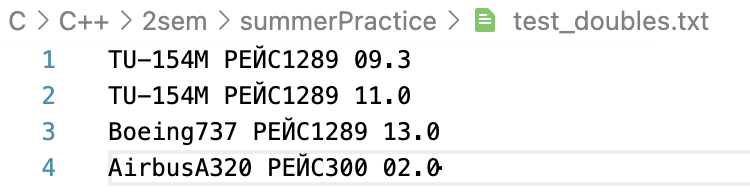 C > C++ > 2sem > summerPractice > test_doubles.txt
1 TU-154M РЕЙС1289 09.3
2 TU-154M РЕЙС1289 11.0
3 Boeing737 РЕЙС1289 13.0
4 AirbusA320 РЕЙС300 02.0